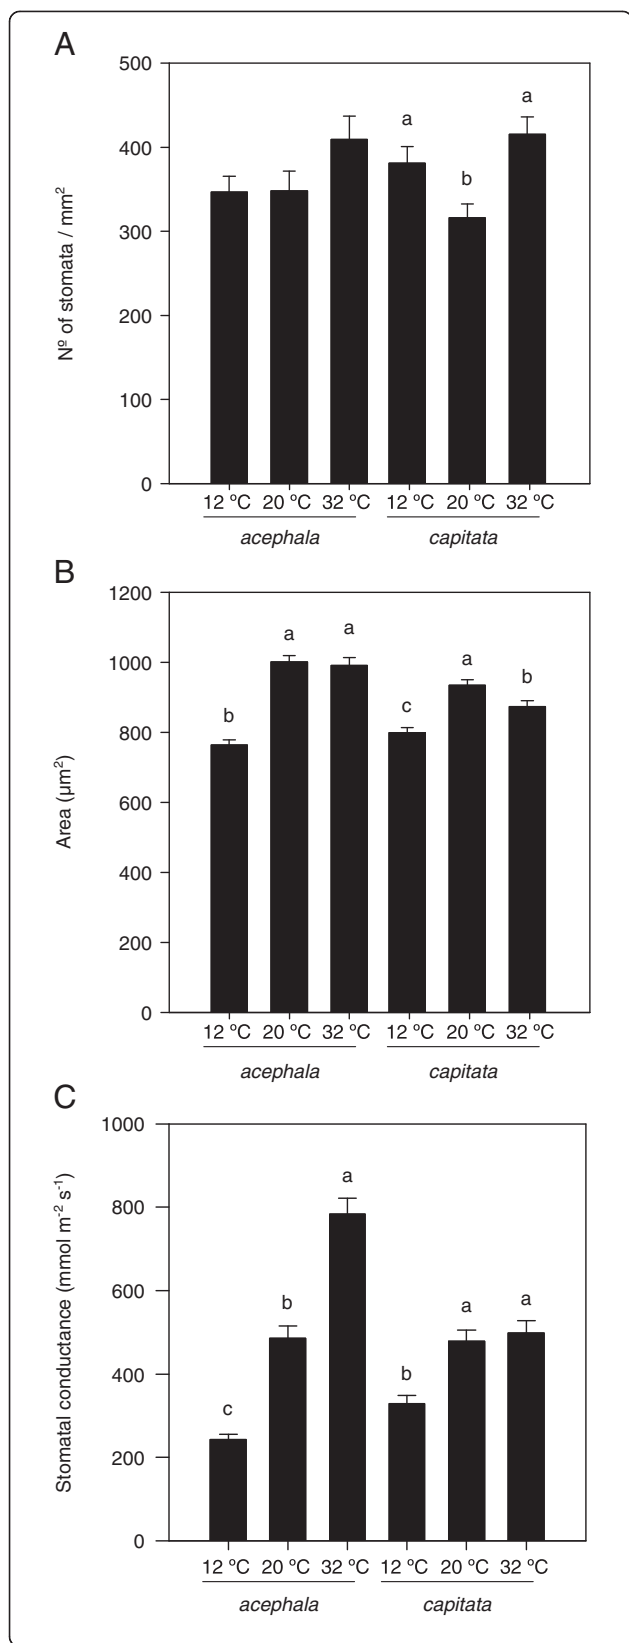 A
500
400
300
200
100
0
Nº of stomata / mm²
a
b
a
12 ºC 20 ºC 32 ºC 12 ºC 20 ºC 32 ºC
acephala capitata
B
1200
1000
800
600
400
200
0
Area (µm²)
b
a
a
c
a
b
12 ºC 20 ºC 32 ºC 12 ºC 20 ºC 32 ºC
acephala capitata
C
1000
800
600
400
200
0
Stomatal conductance (mmol m⁻² s⁻¹)
c
b
a
b
a
a
12 ºC 20 ºC 32 ºC 12 ºC 20 ºC 32 ºC
acephala capitata